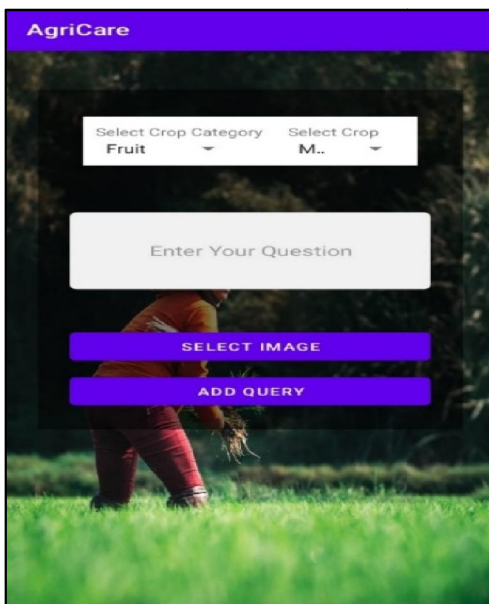 AgriCare
Select Crop Category Select Crop
Fruit M..
Enter Your Question
SELECT IMAGE
ADD QUERY